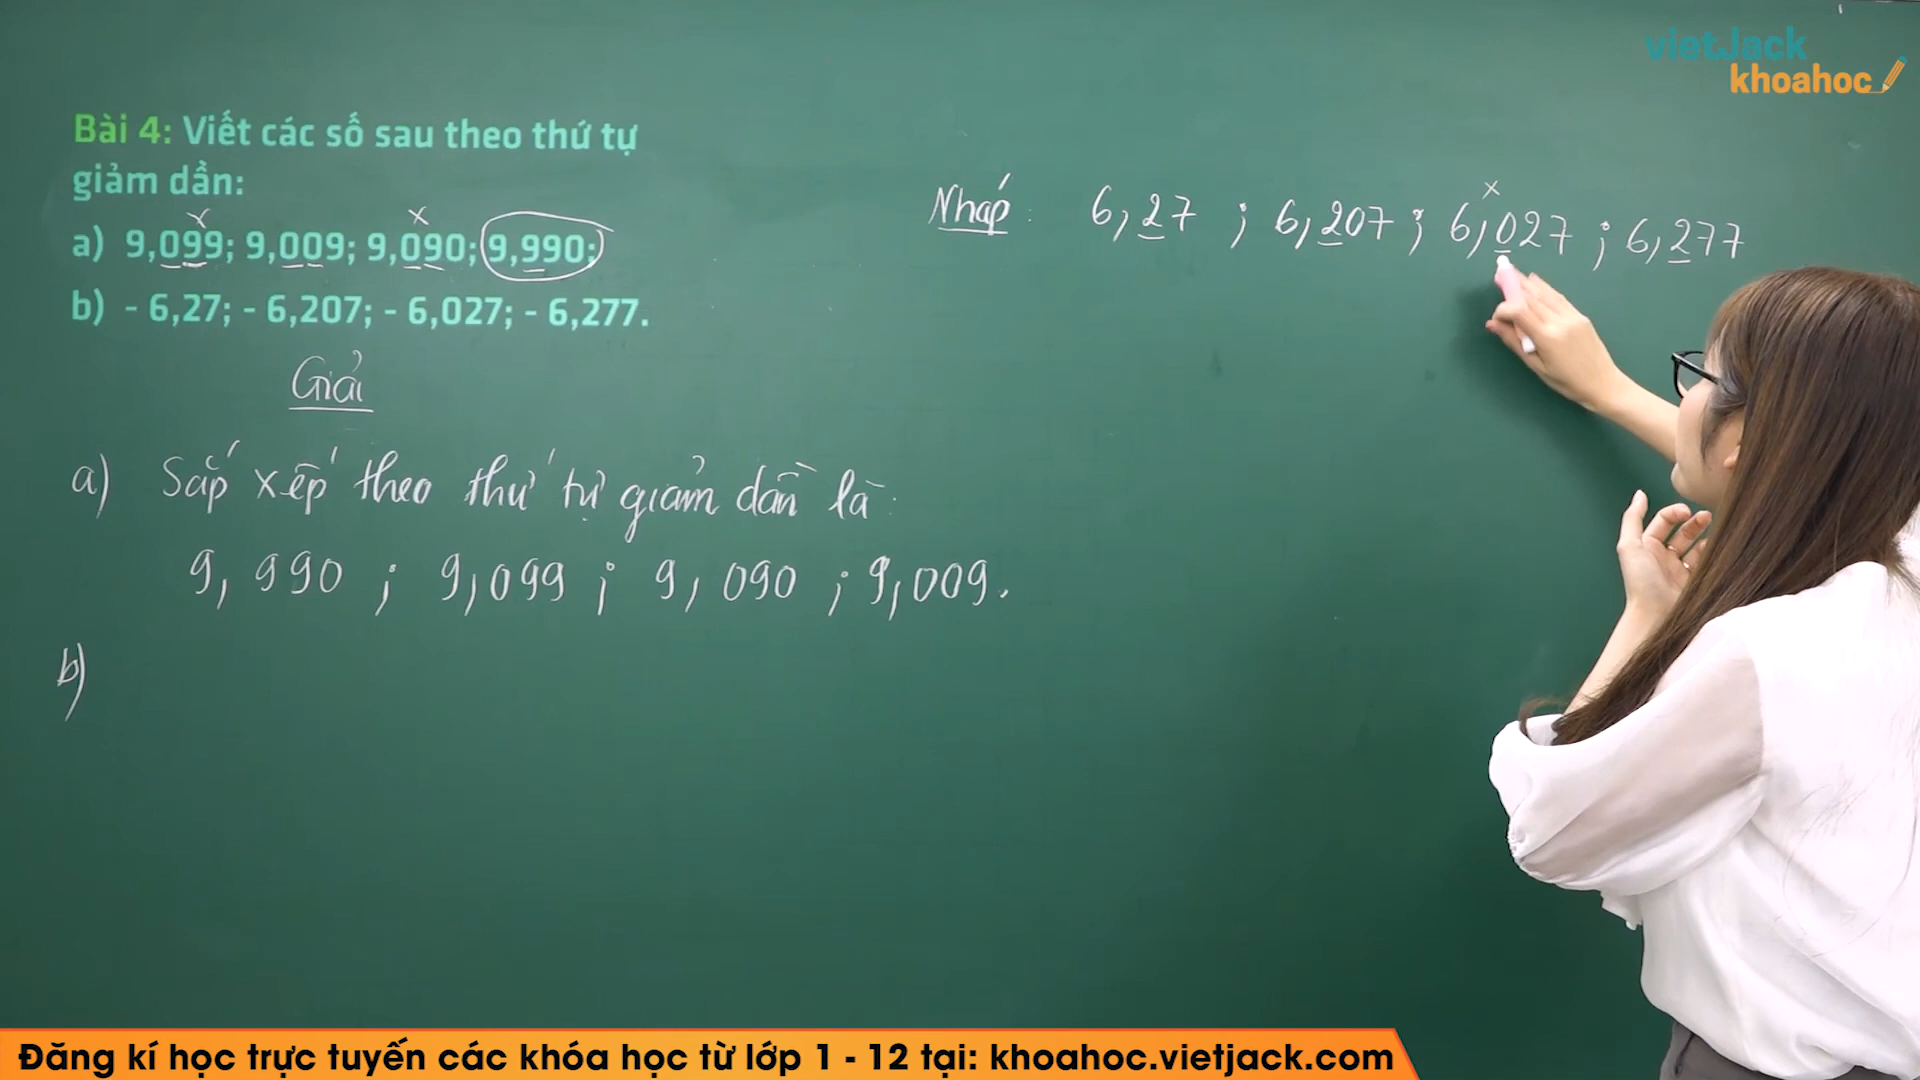 vietJack
khoahoc
Bài 4: Viết các số sau theo thứ tự
giảm dần:
x x
a) 9,099; 9,009; 9,090; 9,990;
b) - 6,27; - 6,207; - 6,027; - 6,277.
Giải
a) Sắp xếp theo thứ tự giảm dần là:
9,990 ; 9,099 ; 9,090 ; 9,009.
b)
x
Nháp: 6,27 ; 6,207 ; 6,027 ; 6,277
Đăng kí học trực tuyến các khóa học từ lớp 1 - 12 tại: khoahoc.vietjack.com